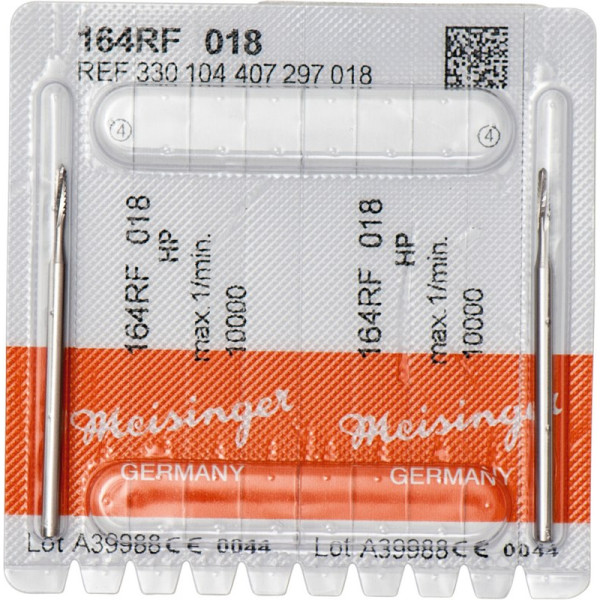 164RF 018
REF 330 104 407 297 018
4
4
164RF 018
HP
max.1/min.
10000
164RF 018
HP
max.1/min.
10000
Meisinger
GERMANY
Meisinger
GERMANY
Lot A39988 CE 0044
Lot A39988 CE 0044